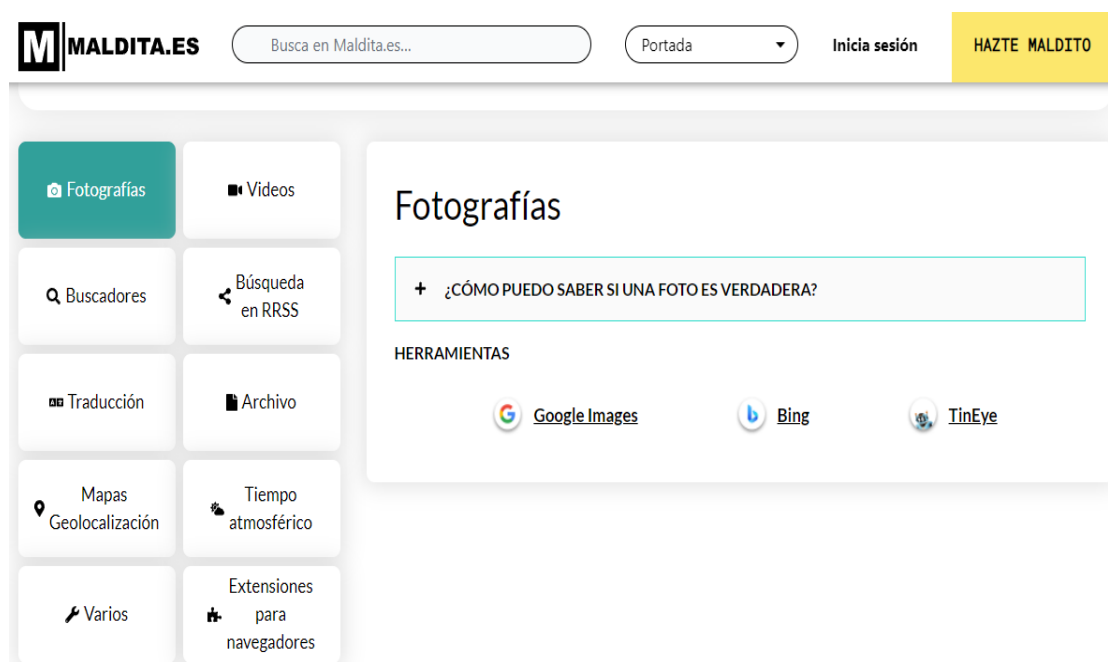 M MALDITA.ES
Busca en Maldita.es...
Portada
Inicia sesión
HAZTE MALDITO
Fotografías
Videos
Buscadores
Búsqueda
en RRSS
Traducción
Archivo
Mapas
Geolocalización
Tiempo
atmosférico
Varios
Extensiones
para
navegadores
Fotografías
+ ¿CÓMO PUEDO SABER SI UNA FOTO ES VERDADERA?
HERRAMIENTAS
Google Images
Bing
TinEye